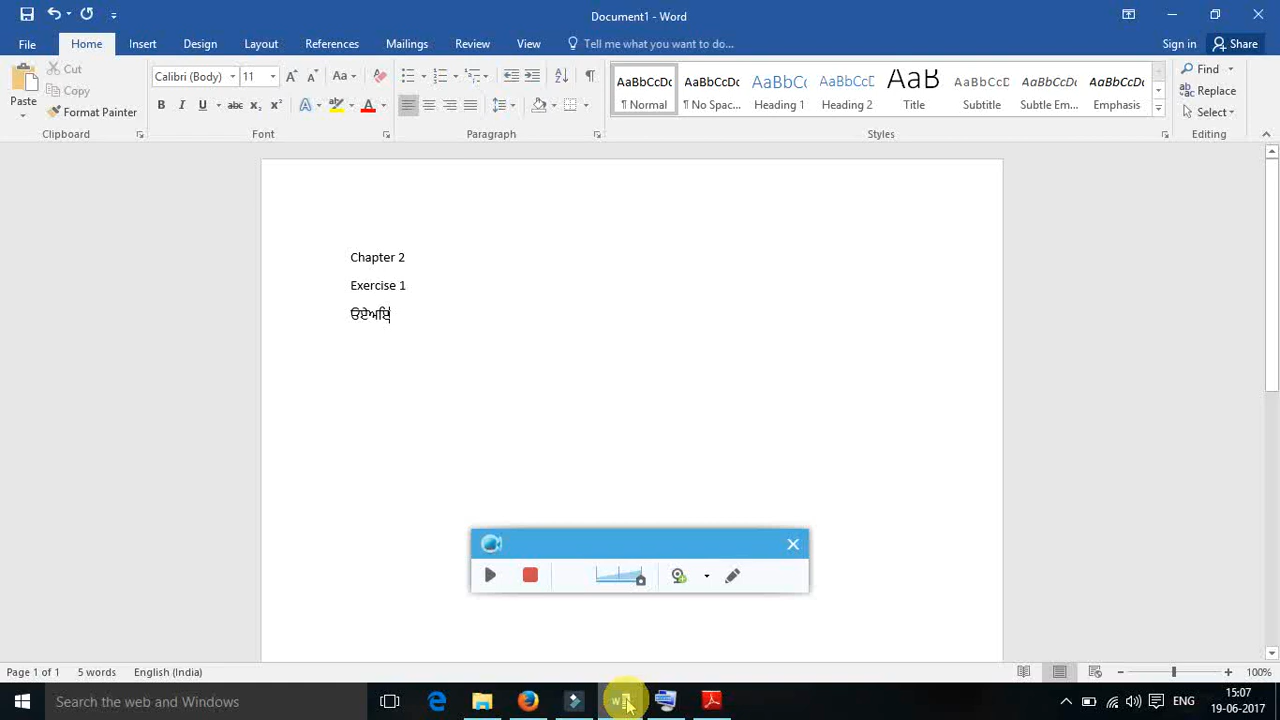 Document1 - Word
File Home Insert Design Layout References Mailings Review View Tell me what you want to do... Sign in Share
Cut
Copy
Format Painter
Paste
Clipboard
Calibri (Body) 11
Font
Paragraph
AaBbCcDc AaBbCcDc AaBbCc AaBbCcD AaB AaBbCcD AaBbCcDc AaBbCcDc
¶ Normal ¶ No Spac... Heading 1 Heading 2 Title Subtitle Subtle Em... Emphasis
Styles
Find
Replace
Select
Editing
Chapter 2
Exercise 1
Page 1 of 1 5 words English (India) 100%
Search the web and Windows
ENG
15:07
19-06-2017